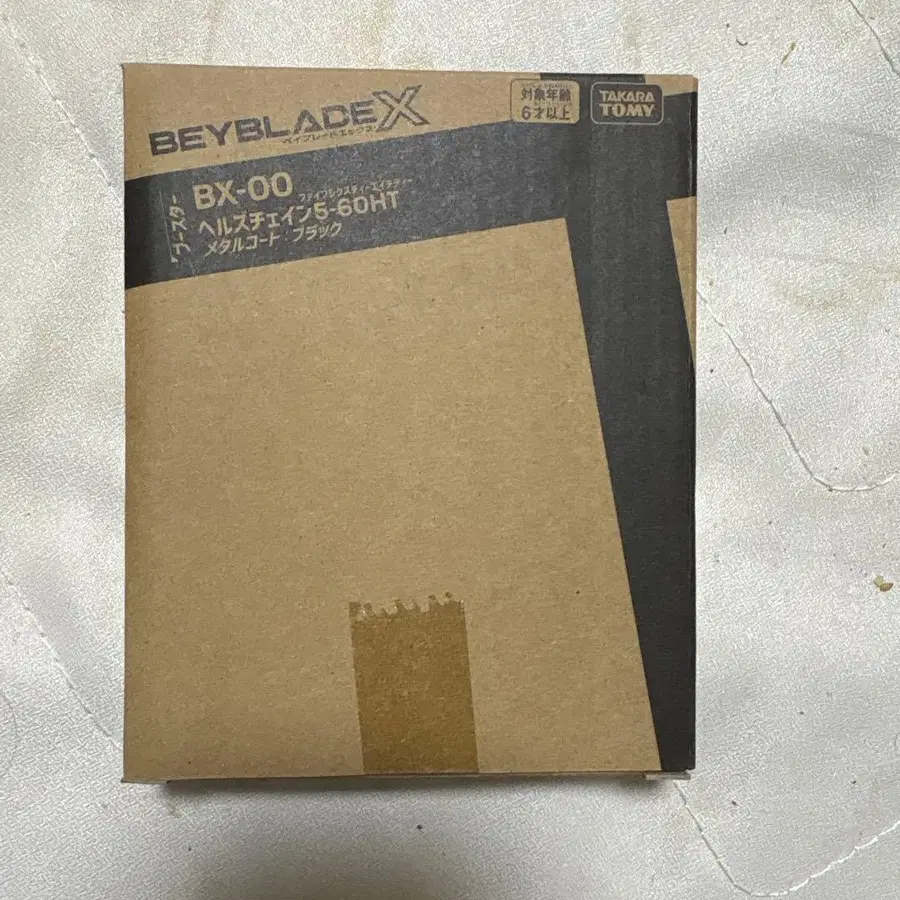 BEYBLADE X
ベイブレードエックス
対象年齢
6才以上
TAKARA
TOMY
ブースター
BX-00
ファイブシックスティーエイチティー
ヘルズチェイン5-60HT
メタルコート：ブラック